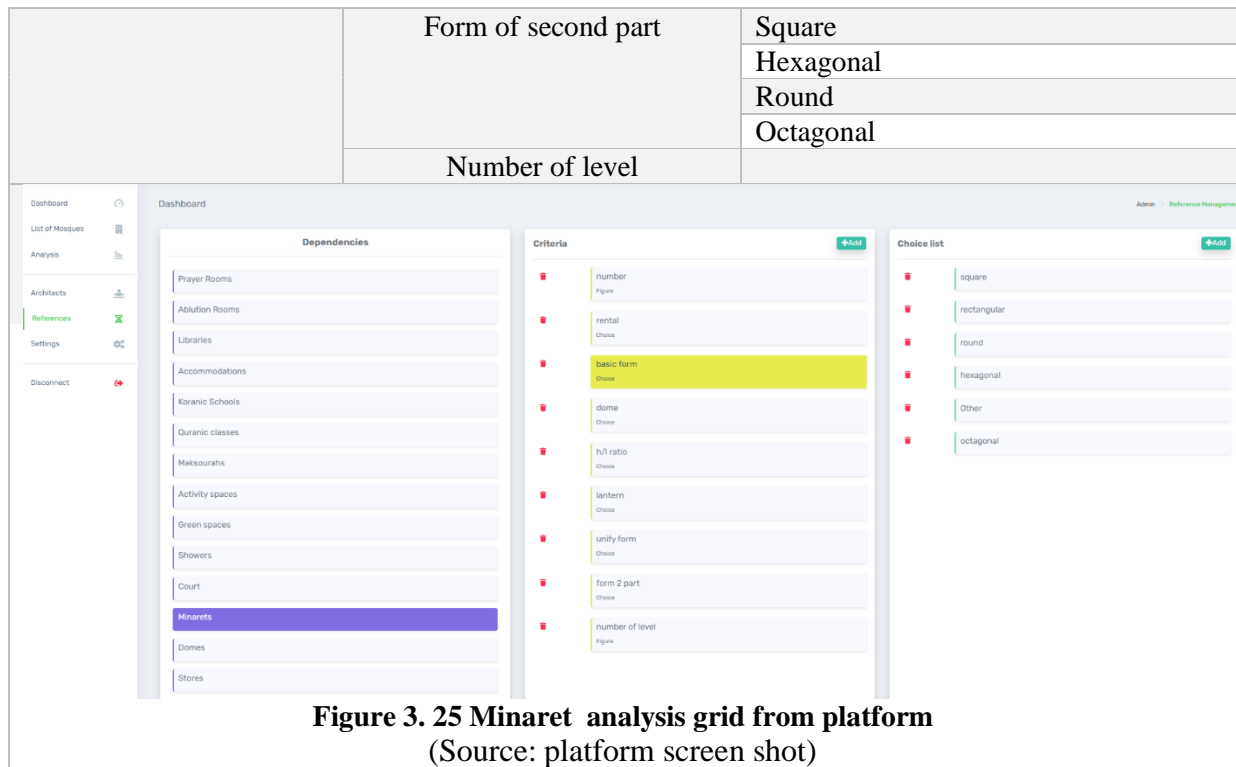 Form of second part
Square
Hexagonal
Round
Octagonal
Number of level
Dashboard
List of Mosques
Analysis
Architects
References
Settings
Disconnect
Dashboard
Admin / Reference Managemen
Dependencies
Prayer Rooms
Ablution Rooms
Libraries
Accommodations
Koranic Schools
Quranic classes
Maksourahs
Activity spaces
Green spaces
Showers
Court
Minarets
Domes
Stores
Criteria
+Add
number
Figure
rental
Choice
basic form
Choice
dome
Choice
h/l ratio
Choice
lantern
Choice
unify form
Choice
form 2 part
Choice
number of level
Figure
Choice list
+Add
square
rectangular
round
hexagonal
Other
octagonal
Figure 3. 25 Minaret  analysis grid from platform
(Source: platform screen shot)